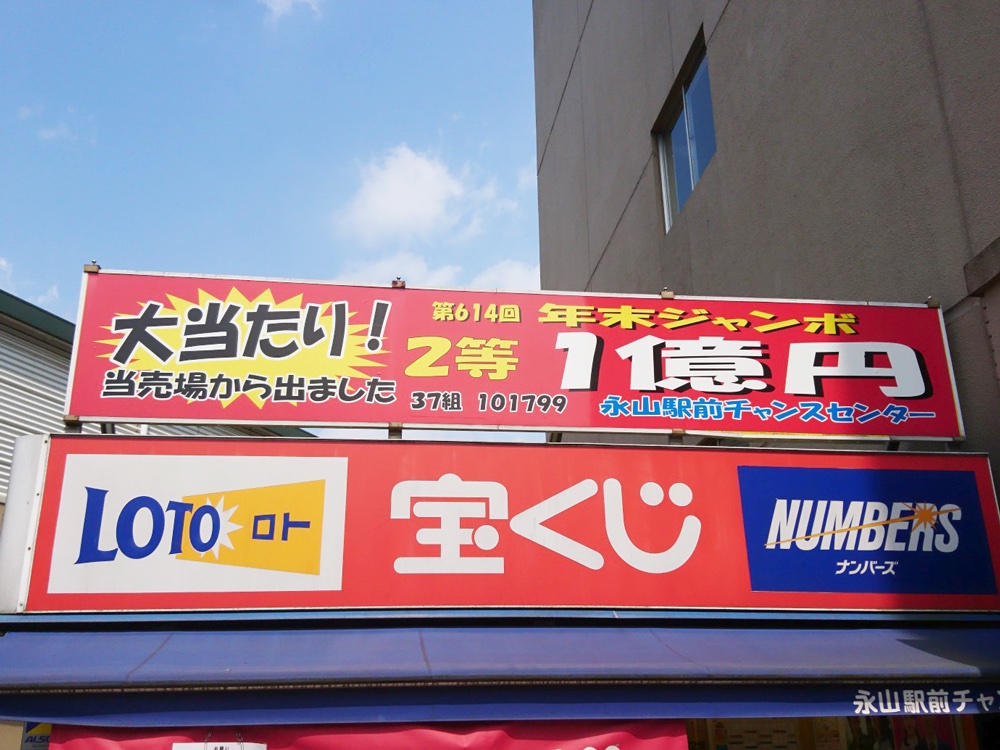 大当たり!
当売場から出ました
第614回 年末ジャンボ
2等 1億円
37組 101799 永山駅前チャンスセンター
LOTO ロト
宝くじ
NUMBERS
ナンバーズ
永山駅前チャン